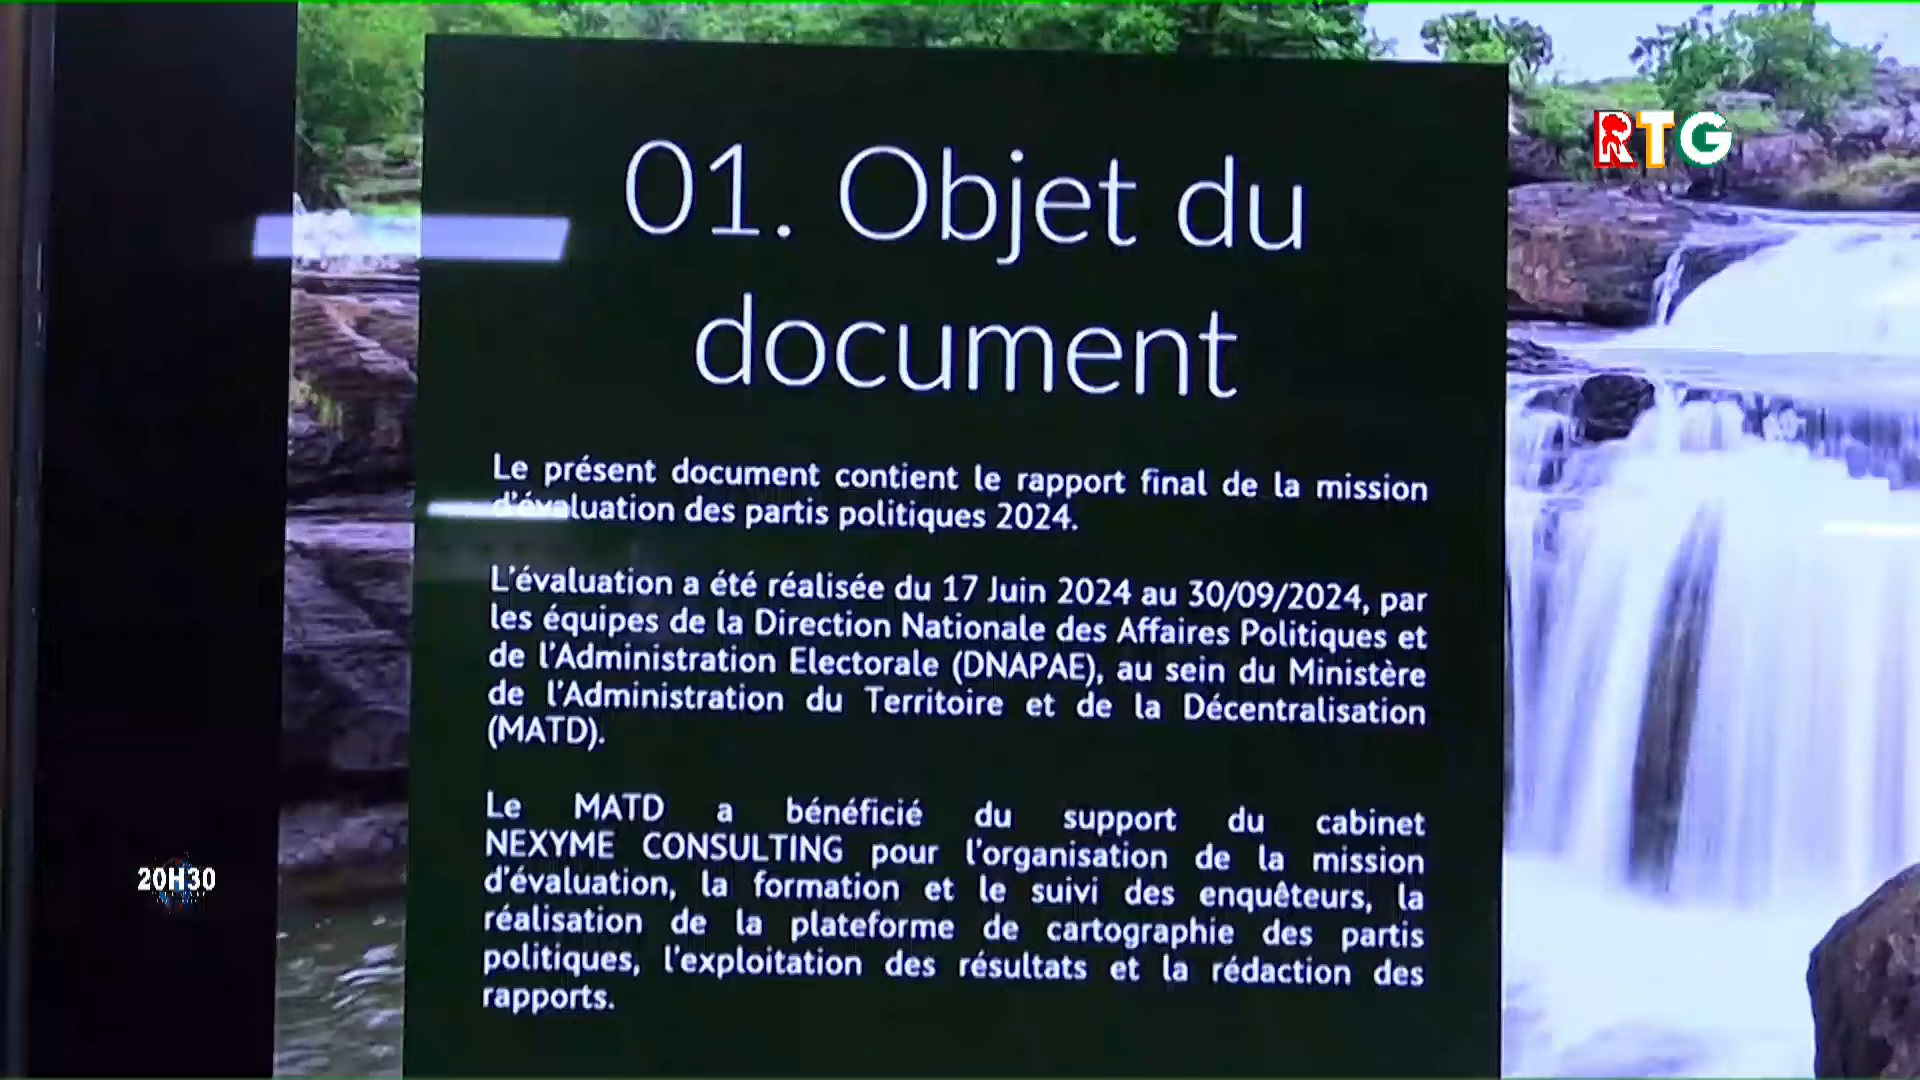 RTG
01. Objet du
document
Le présent document contient le rapport final de la mission
d'évaluation des partis politiques 2024.
L'évaluation a été réalisée du 17 Juin 2024 au 30/09/2024, par
les équipes de la Direction Nationale des Affaires Politiques et
de l'Administration Electorale (DNAPAE), au sein du Ministère
de l'Administration du Territoire et de la Décentralisation
(MATD).
Le MATD a bénéficié du support du cabinet
NEXYME CONSULTING pour l'organisation de la mission
d'évaluation, la formation et le suivi des enquêteurs, la
réalisation de la plateforme de cartographie des partis
politiques, l'exploitation des résultats et la rédaction des
rapports.
20H30